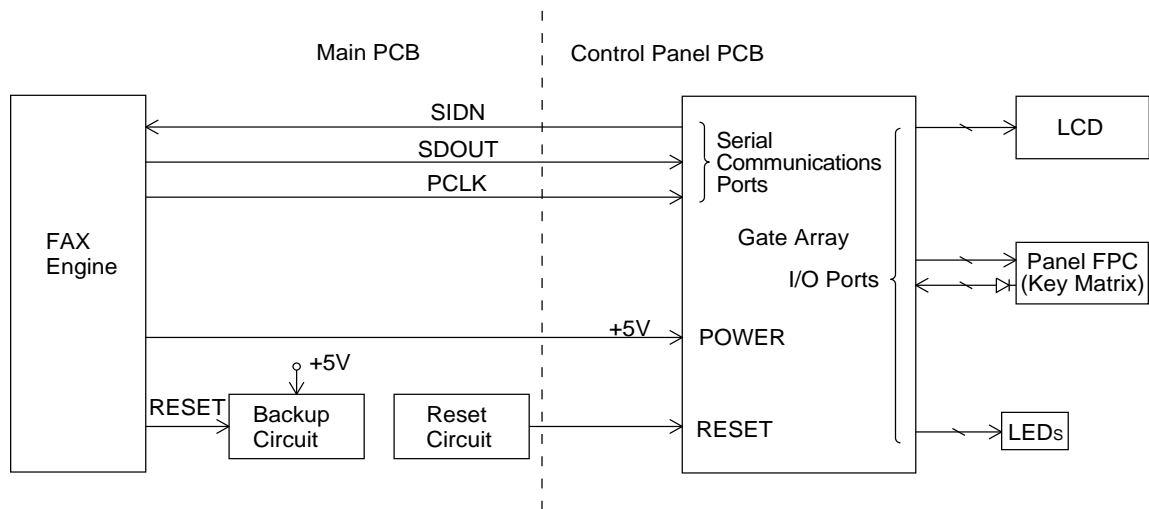 Main PCB
Control Panel PCB
SIDN
SDOUT
PCLK
FAX
Engine
Serial
Communications
Ports
Gate Array
I/O Ports
LCD
Panel FPC
(Key Matrix)
+5V
POWER
+5V
RESET
Backup
Circuit
Reset
Circuit
RESET
LEDs